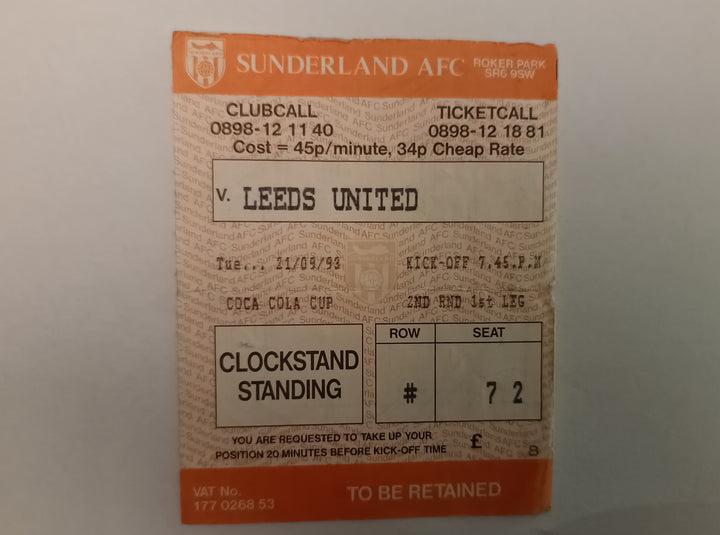 SUNDERLAND AFC
ROKER PARK
SR6 9SW
CLUBCALL
0898-12 11 40
TICKETCALL
0898-12 18 81
Cost = 45p/minute, 34p Cheap Rate
v. LEEDS UNITED
Tue... 21/09/93 KICK-OFF 7.45.P.M
COCA COLA CUP 2ND RND 1st LEG
CLOCKSTAND
STANDING
ROW SEAT
# 7 2
YOU ARE REQUESTED TO TAKE UP YOUR
POSITION 20 MINUTES BEFORE KICK-OFF TIME
£
8
VAT No.
177 0268 53
TO BE RETAINED